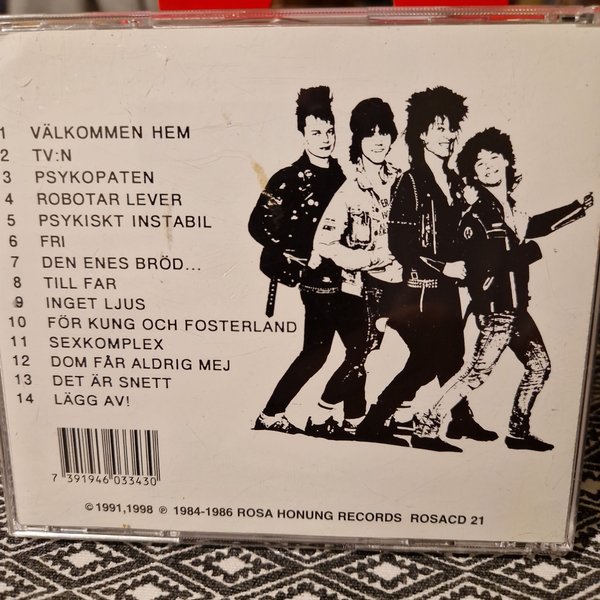 1 VÄLKOMMEN HEM
2 TV:N
3 PSYKOPATEN
4 ROBOTAR LEVER
5 PSYKISKT INSTABIL
6 FRI
7 DEN ENES BRÖD...
8 TILL FAR
9 INGET LJUS
10 FÖR KUNG OCH FOSTERLAND
11 SEXKOMPLEX
12 DOM FÅR ALDRIG MEJ
13 DET ÄR SNETT
14 LÄGG AV!
7 391946 033430
© 1991,1998 ℗ 1984-1986 ROSA HONUNG RECORDS ROSACD 21